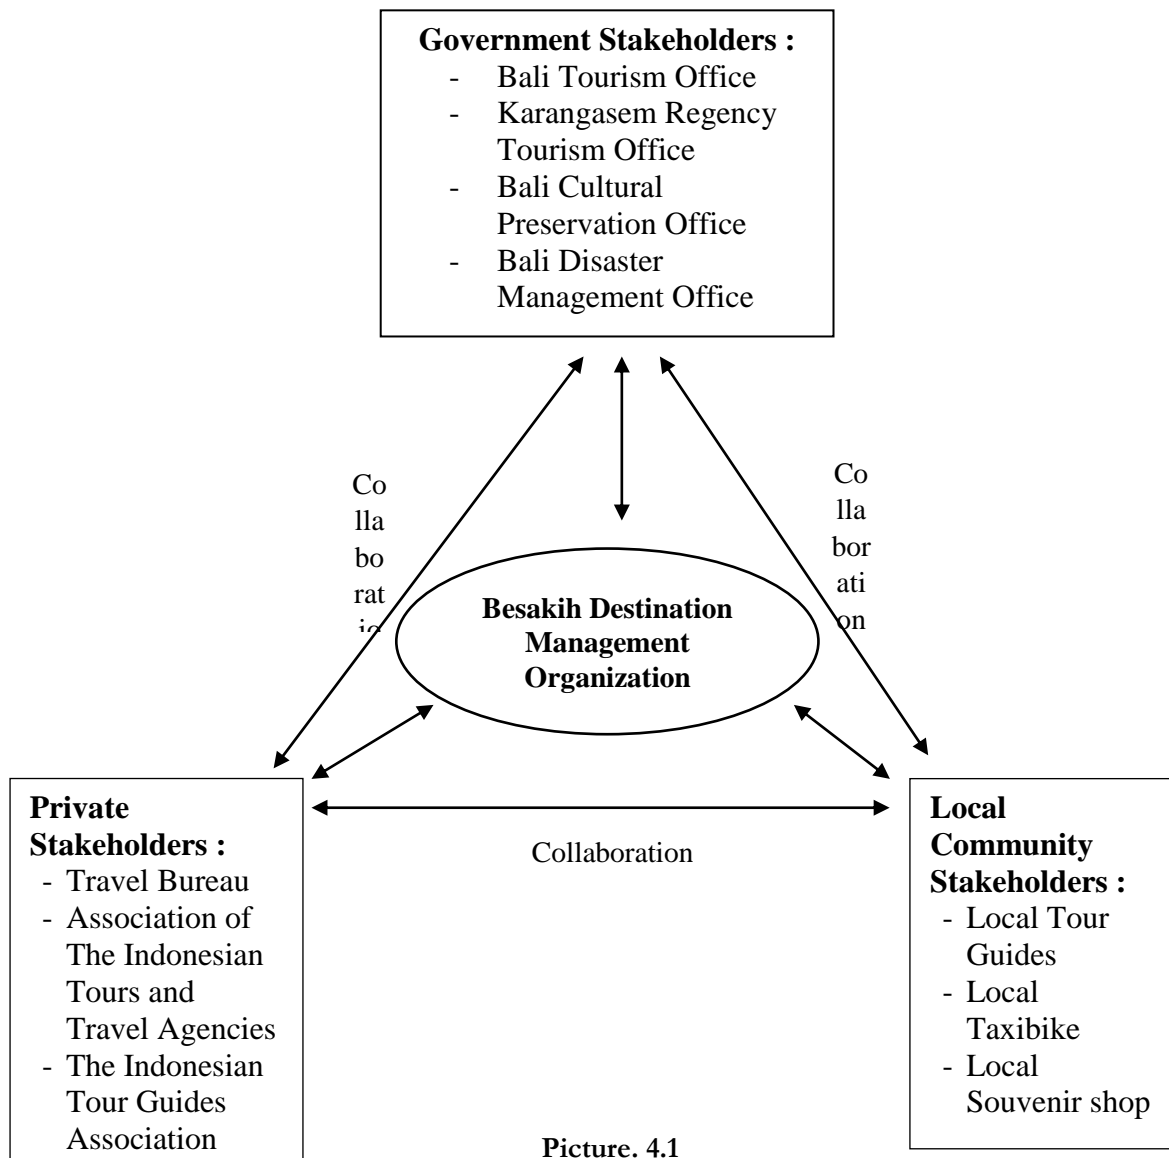 Government Stakeholders :
- Bali Tourism Office
- Karangasem Regency
Tourism Office
- Bali Cultural
Preservation Office
- Bali Disaster
Management Office
Co
lla
bo
rat
io
Co
lla
bor
ati
on
Besakih Destination
Management
Organization
Private
Stakeholders :
- Travel Bureau
- Association of
The Indonesian
Tours and
Travel Agencies
- The Indonesian
Tour Guides
Association
Collaboration
Local
Community
Stakeholders :
- Local Tour
Guides
- Local
Taxibike
- Local
Souvenir shop
Picture. 4.1